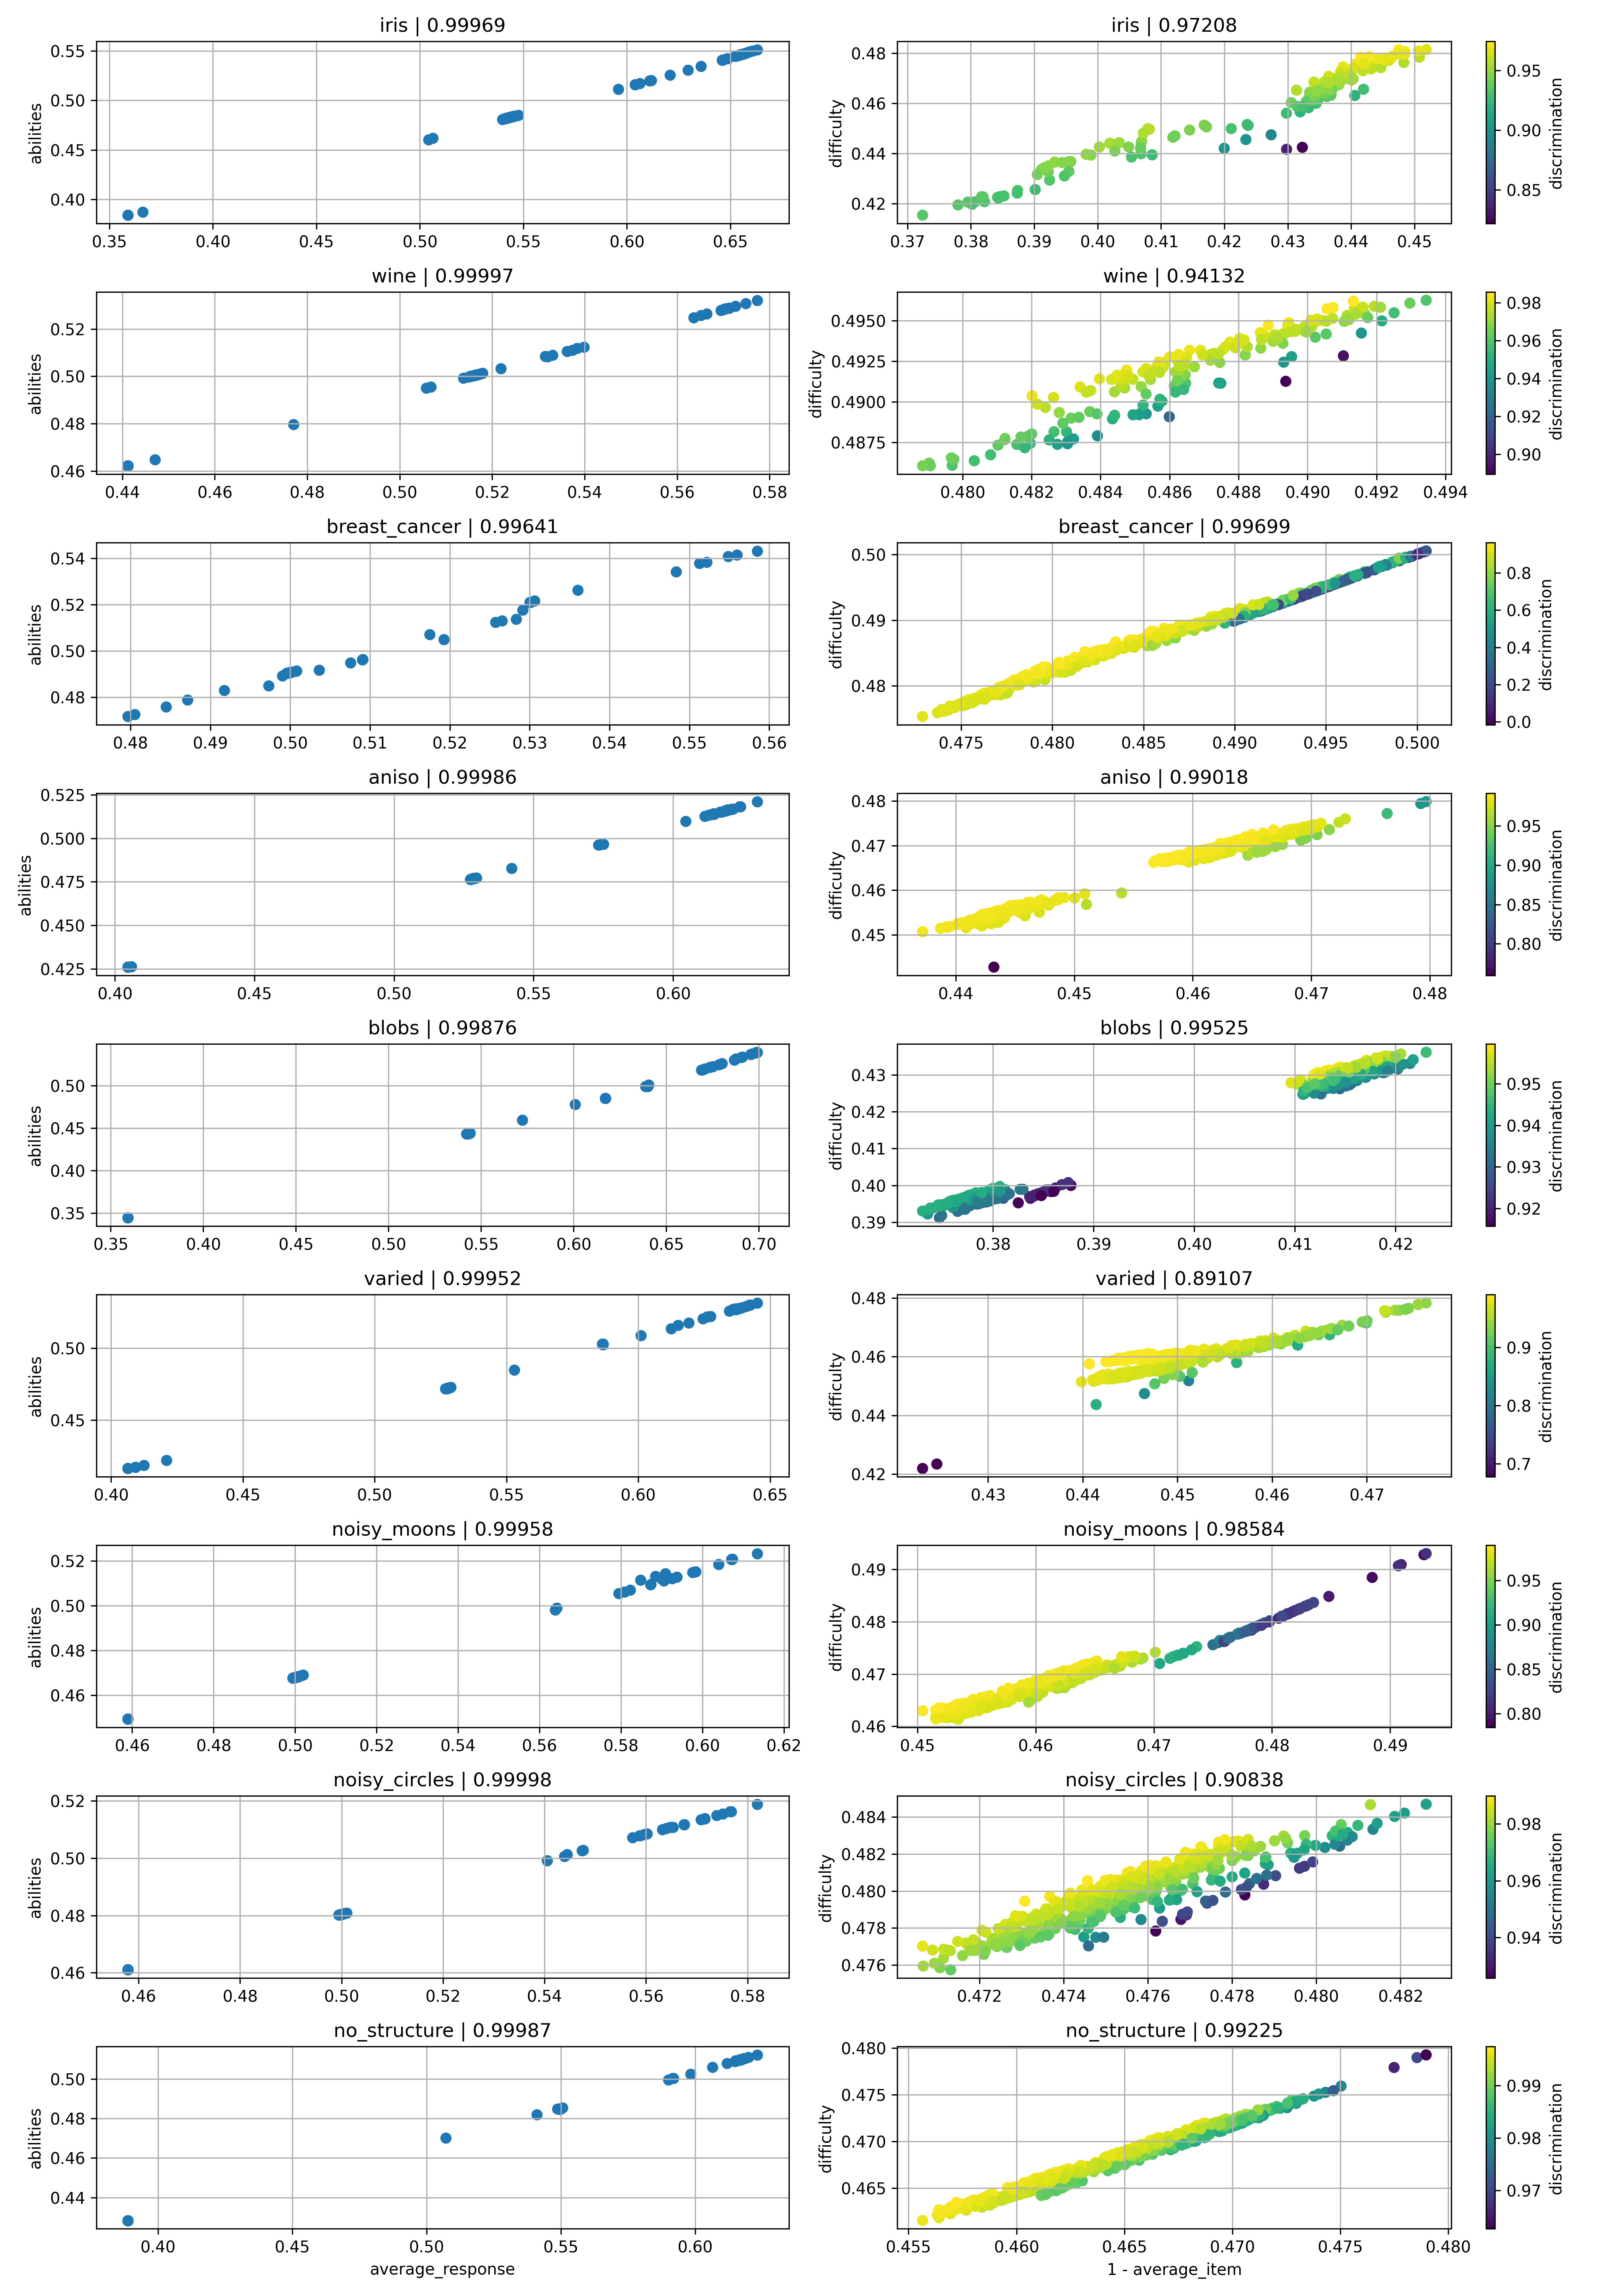 iris | 0.99969
abilities
0.55
0.50
0.45
0.40
0.35 0.40 0.45 0.50 0.55 0.60 0.65
iris | 0.97208
difficulty
0.48
0.46
0.44
0.42
0.37 0.38 0.39 0.40 0.41 0.42 0.43 0.44 0.45
0.95
0.90
0.85
discrimination
wine | 0.99997
abilities
0.52
0.50
0.48
0.46
0.44 0.46 0.48 0.50 0.52 0.54 0.56 0.58
wine | 0.94132
difficulty
0.4950
0.4925
0.4900
0.4875
0.480 0.482 0.484 0.486 0.488 0.490 0.492 0.494
0.98
0.96
0.94
0.92
0.90
discrimination
breast_cancer | 0.99641
abilities
0.54
0.52
0.50
0.48
0.48 0.49 0.50 0.51 0.52 0.53 0.54 0.55 0.56
breast_cancer | 0.99699
difficulty
0.50
0.49
0.48
0.475 0.480 0.485 0.490 0.495 0.500
0.8
0.6
0.4
0.2
0.0
discrimination
aniso | 0.99986
abilities
0.525
0.500
0.475
0.450
0.425
0.40 0.45 0.50 0.55 0.60
aniso | 0.99018
difficulty
0.48
0.47
0.46
0.45
0.44 0.45 0.46 0.47 0.48
0.95
0.90
0.85
0.80
discrimination
blobs | 0.99876
abilities
0.50
0.45
0.40
0.35
0.35 0.40 0.45 0.50 0.55 0.60 0.65 0.70
blobs | 0.99525
difficulty
0.43
0.42
0.41
0.40
0.39
0.38 0.39 0.40 0.41 0.42
0.95
0.94
0.93
0.92
discrimination
varied | 0.99952
abilities
0.50
0.45
0.40 0.45 0.50 0.55 0.60 0.65
varied | 0.89107
difficulty
0.48
0.46
0.44
0.42
0.43 0.44 0.45 0.46 0.47
0.9
0.8
0.7
discrimination
noisy_moons | 0.99958
abilities
0.52
0.50
0.48
0.46
0.46 0.48 0.50 0.52 0.54 0.56 0.58 0.60 0.62
noisy_moons | 0.98584
difficulty
0.49
0.48
0.47
0.46
0.45 0.46 0.47 0.48 0.49
0.95
0.90
0.85
0.80
discrimination
noisy_circles | 0.99998
abilities
0.52
0.50
0.48
0.46
0.46 0.48 0.50 0.52 0.54 0.56 0.58
noisy_circles | 0.90838
difficulty
0.484
0.482
0.480
0.478
0.476
0.472 0.474 0.476 0.478 0.480 0.482
0.98
0.96
0.94
discrimination
no_structure | 0.99987
abilities
0.50
0.48
0.46
0.44
0.40 0.45 0.50 0.55 0.60
average_response
no_structure | 0.99225
difficulty
0.480
0.475
0.470
0.465
0.455 0.460 0.465 0.470 0.475 0.480
1 - average_item
0.99
0.98
0.97
discrimination